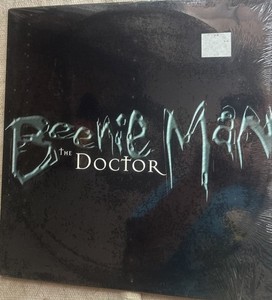 Beenie Man
THE DOCTOR